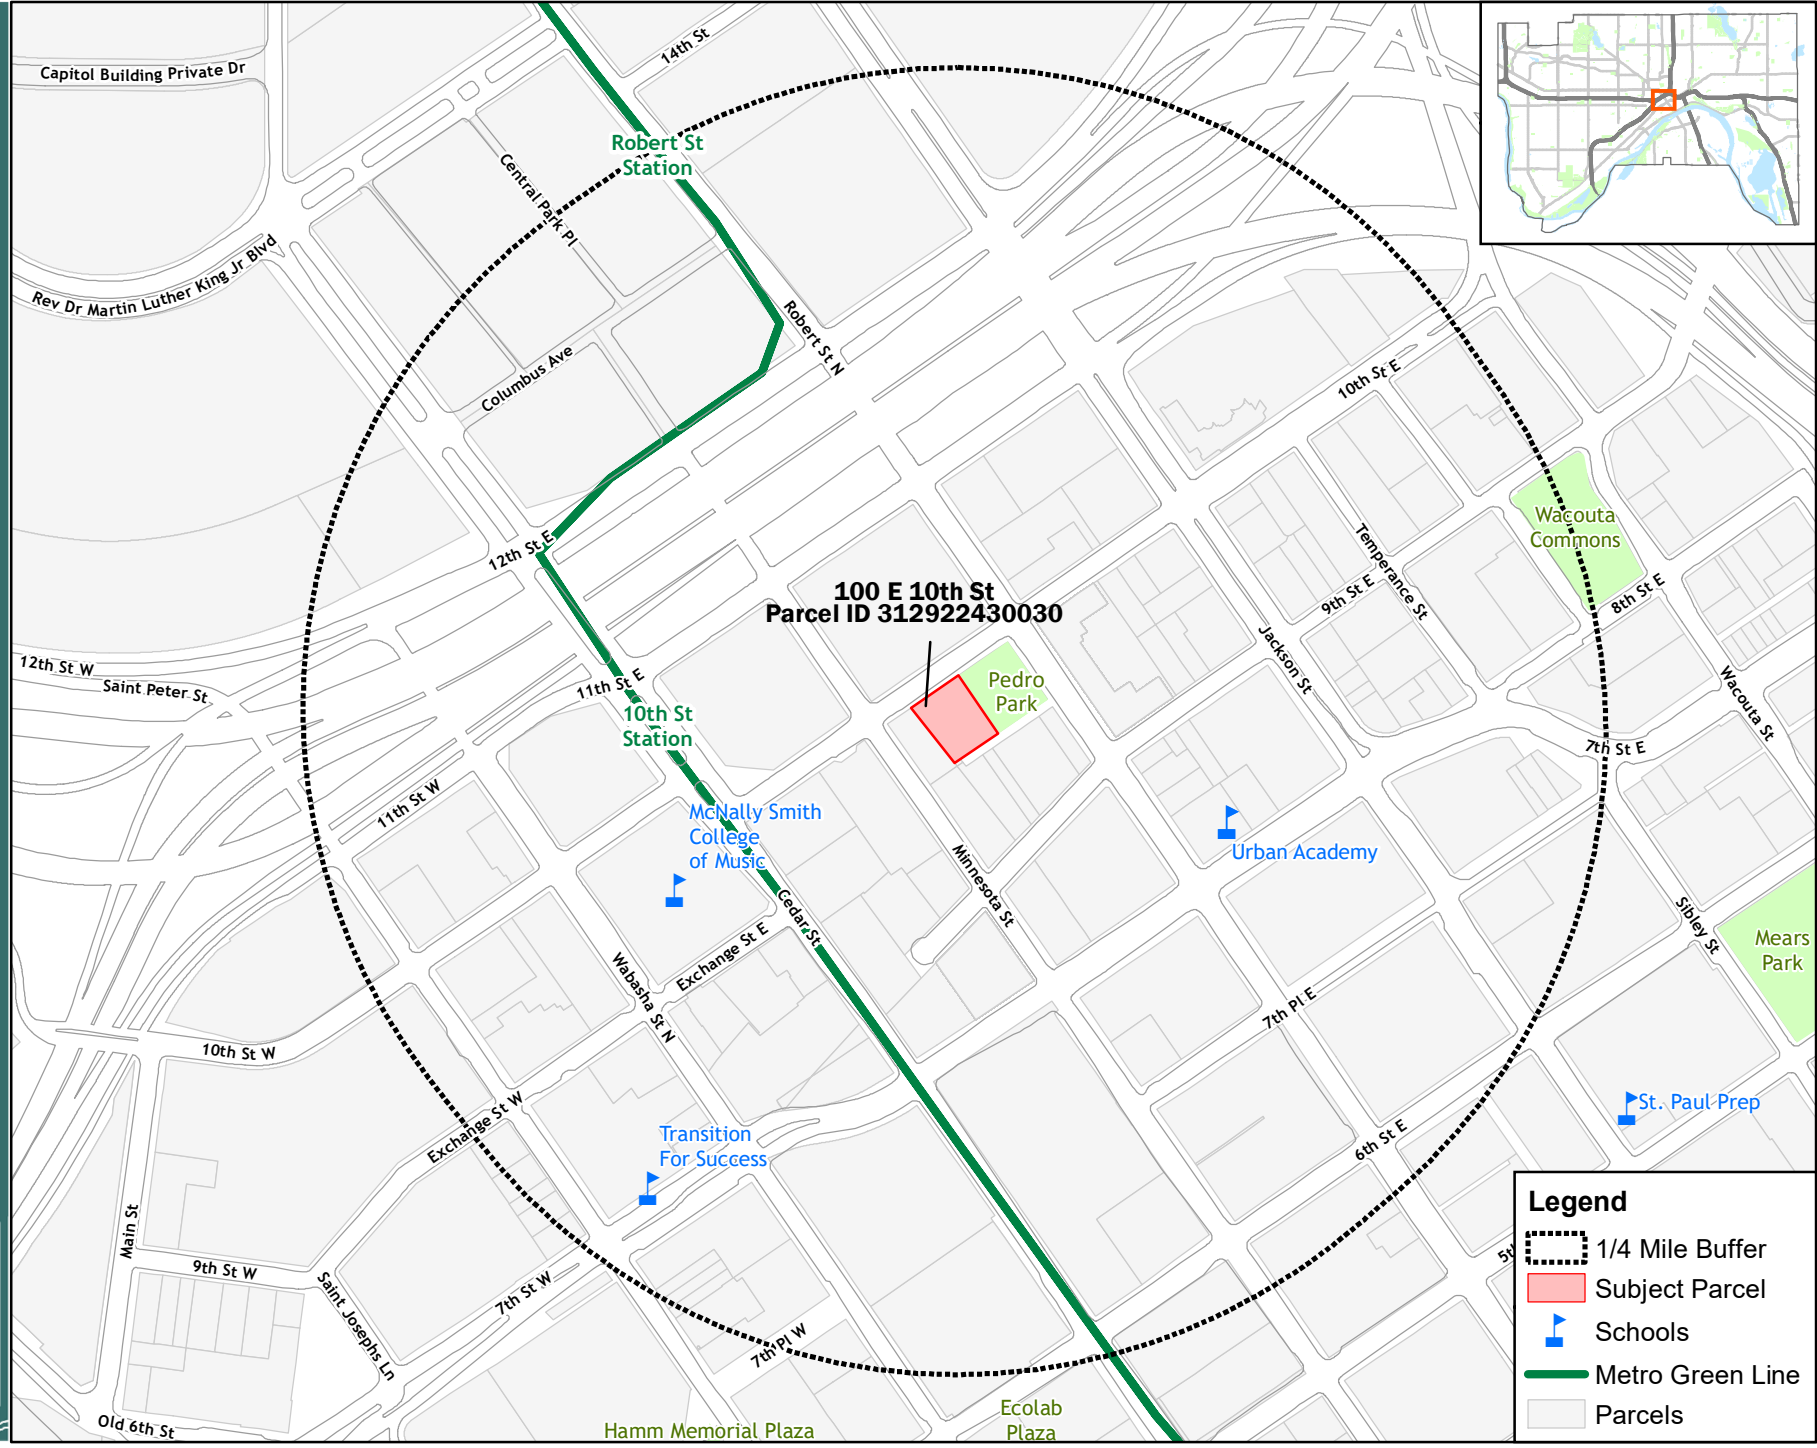 14th St
Capitol Building Private Dr
Robert St
Station
Central Park Pl
Rev Dr Martin Luther King Jr Blvd
Robert St N
Columbus Ave
10th St E
12th St E
Wacouta
Commons
Temperance St
9th St E
8th St E
100 E 10th St
Parcel ID 312922430030
Jackson St
12th St W
Saint Peter St
11th St E
Pedro
Park
Wacouta St
10th St
Station
7th St E
11th St W
McNally Smith
College
of Music
Urban Academy
Minnesota St
Cedar St
Exchange St E
Sibley St
Mears
Park
Wabasha St N
7th Pl E
10th St W
Exchange St W
Transition
For Success
6th St E
St. Paul Prep
Main St
9th St W
Saint Josephs Ln
7th St W
7th Pl W
Old 6th St
Hamm Memorial Plaza
Ecolab
Plaza
Legend
1/4 Mile Buffer
Subject Parcel
Schools
Metro Green Line
Parcels